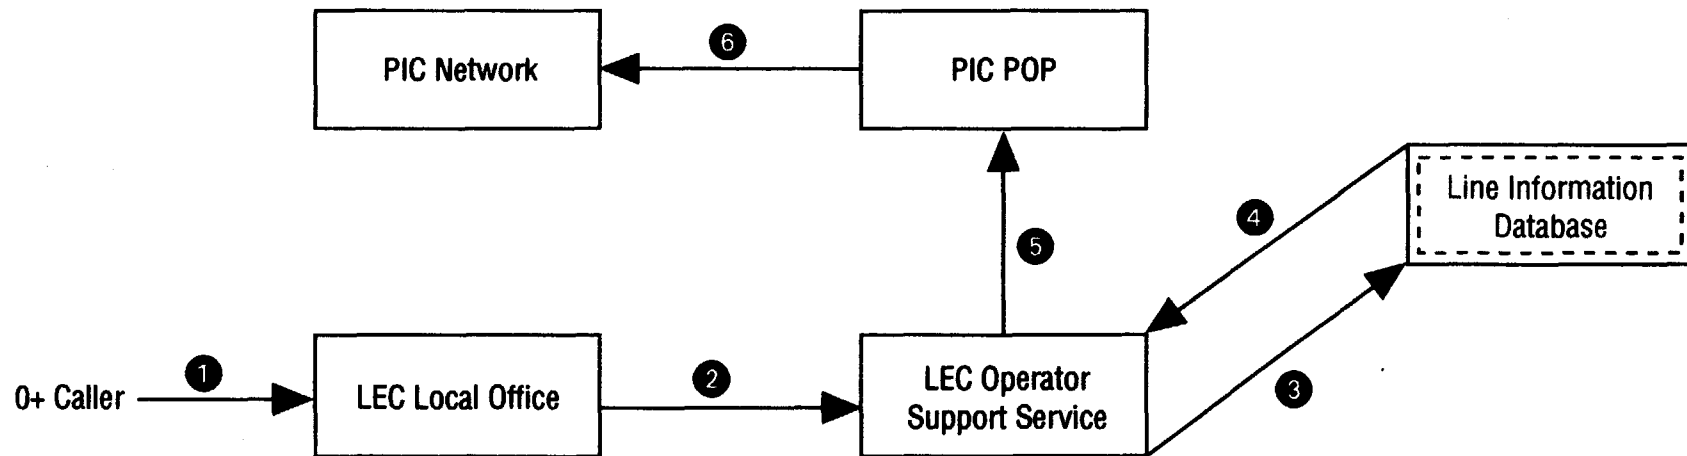 6
PIC Network
PIC POP
Line Information
Database
4
5
1
2
3
0+ Caller
LEC Local Office
LEC Operator
Support Service